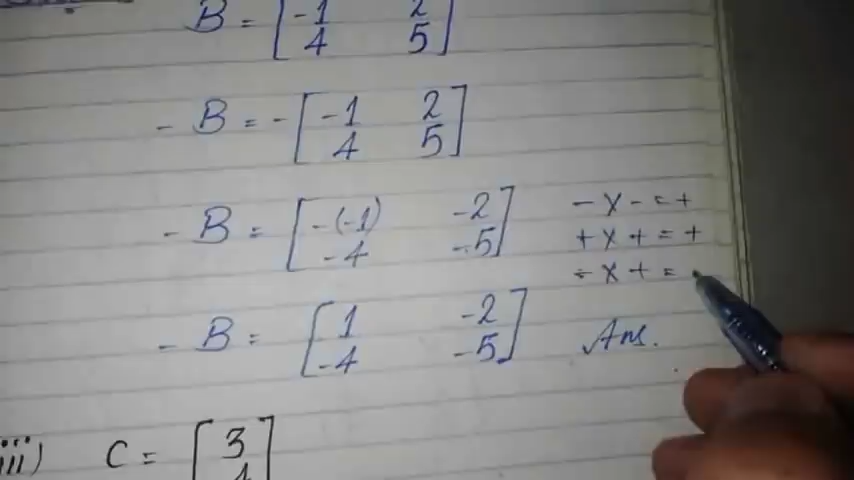 B = [-1 2
4 5]
- B = - [-1 2
4 5]
- B = [-(-1) -2
-4 -5]
- × - = +
+ × + = +
- × + =
- B = [1 -2
-4 -5]
Ans.
iii) C = [3
4]